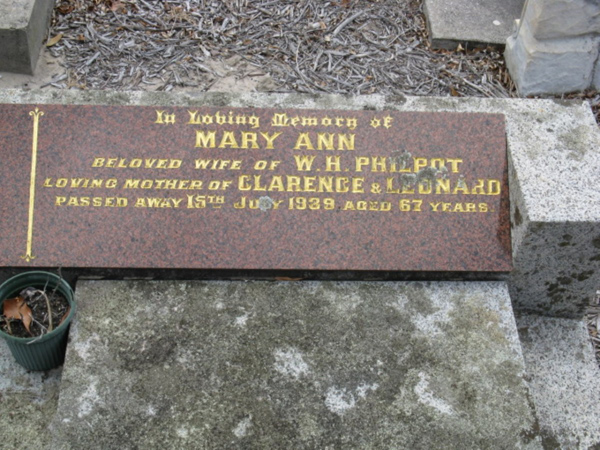 In Loving Memory of
MARY ANN
BELOVED WIFE OF W.H. PHILPOT
LOVING MOTHER OF CLARENCE & LEONARD
PASSED AWAY 15TH JULY 1939 AGED 67 YEARS.